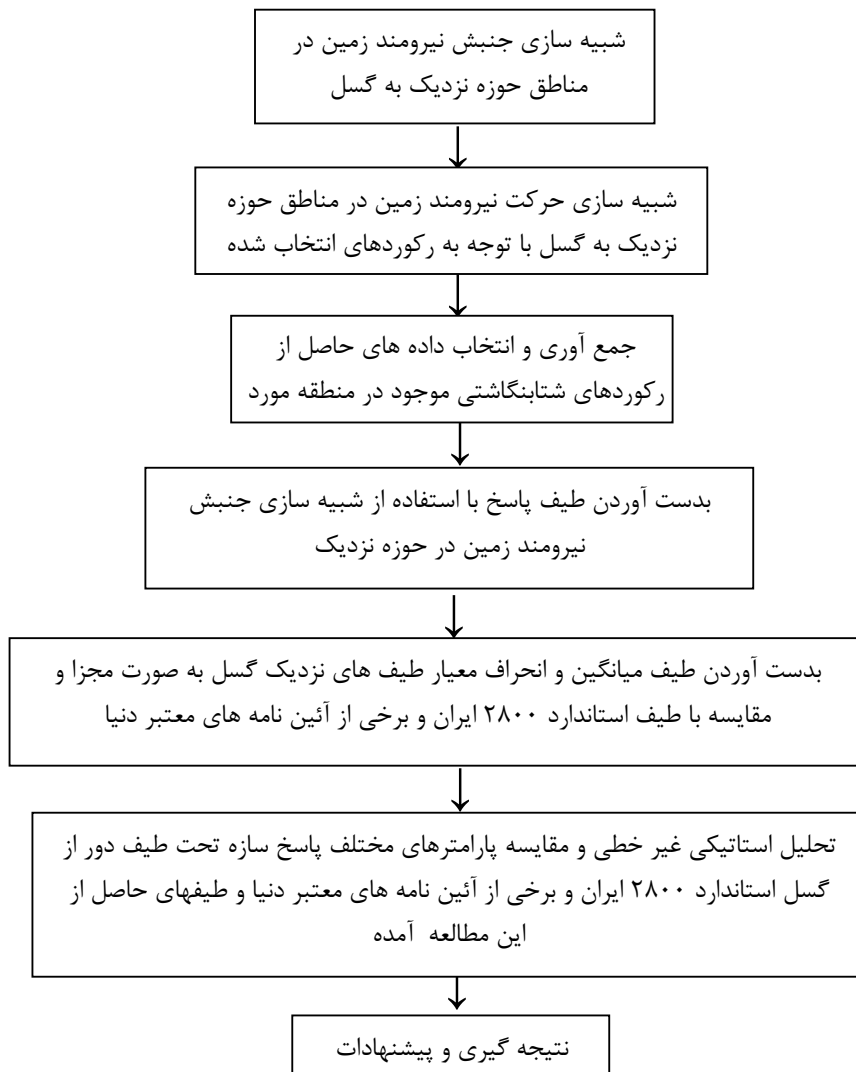 شبیه سازی جنبش نیرومند زمین در
مناطق حوزه نزدیک به گسل
شبیه سازی حرکت نیرومند زمین در مناطق حوزه
نزدیک به گسل با توجه به رکوردهای انتخاب شده
جمع آوری و انتخاب داده های حاصل از
رکوردهای شتابنگاشتی موجود در منطقه مورد
بدست آوردن طیف پاسخ با استفاده از شبیه سازی جنبش
نیرومند زمین در حوزه نزدیک
بدست آوردن طیف میانگین و انحراف معیار طیف های نزدیک گسل به صورت مجزا و
مقایسه با طیف استاندارد ۲۸۰۰ ایران و برخی از آئین نامه های معتبر دنیا
تحلیل استاتیکی غیر خطی و مقایسه پارامترهای مختلف پاسخ سازه تحت طیف دور از
گسل استاندارد ۲۸۰۰ ایران و برخی از آئین نامه های معتبر دنیا و طیفهای حاصل از
این مطالعه آمده
نتیجه گیری و پیشنهادات